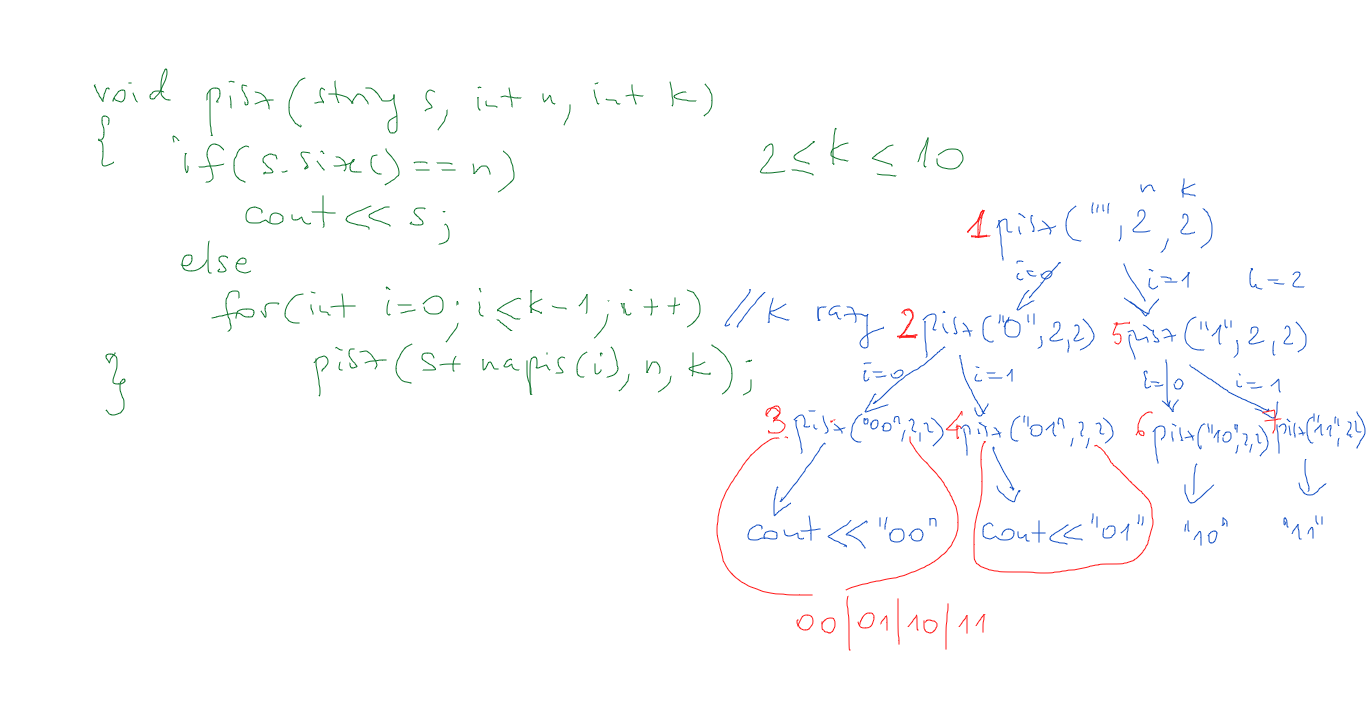 void pisz(string s, int n, int k)
{ if(s.size()==n)
cout<<s;
else
for(int i=0;i≤k-1;i++) //k razy
pisz(s+napis(i),n,k);
}
2≤k≤10
n k
1 pisz("",2,2)
i=0 i=1 k=2
2 pisz("0",2,2) 5 pisz("1",2,2)
i=0 i=1 i=0 i=1
3. pisz("00",2,2) 4 pisz("01",2,2) 6 pisz("10",2,2) 7 pisz("11",2,2)
cout<<"00" cout<<"01" "10" "11"
00|01|10|11